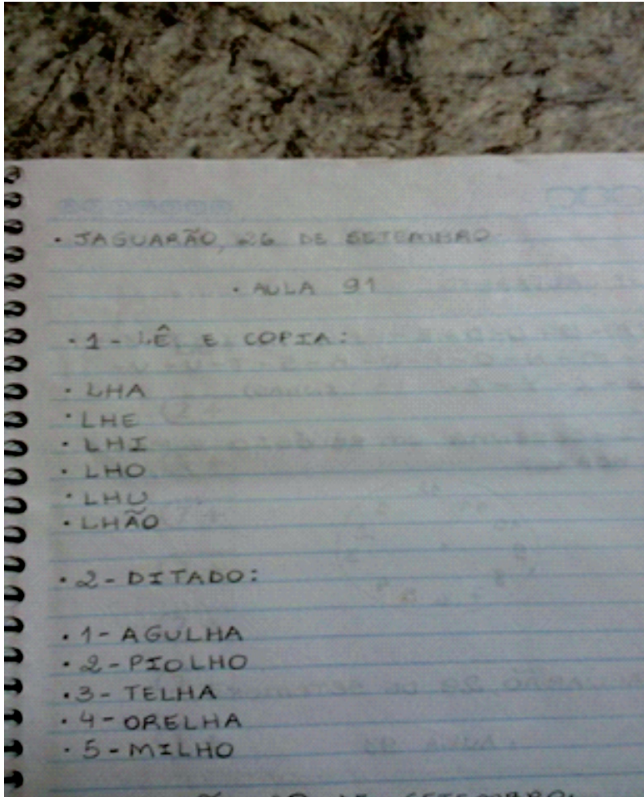 · JAGUARÃO, 26 DE SETEMBRO
· AULA 91
· 1 - LÊ E COPIA:
· LHA
· LHE
· LHI
· LHO
· LHU
· LHÃO
· 2 - DITADO:
· 1 - AGULHA
· 2 - PIOLHO
· 3 - TELHA
· 4 - ORELHA
· 5 - MILHO